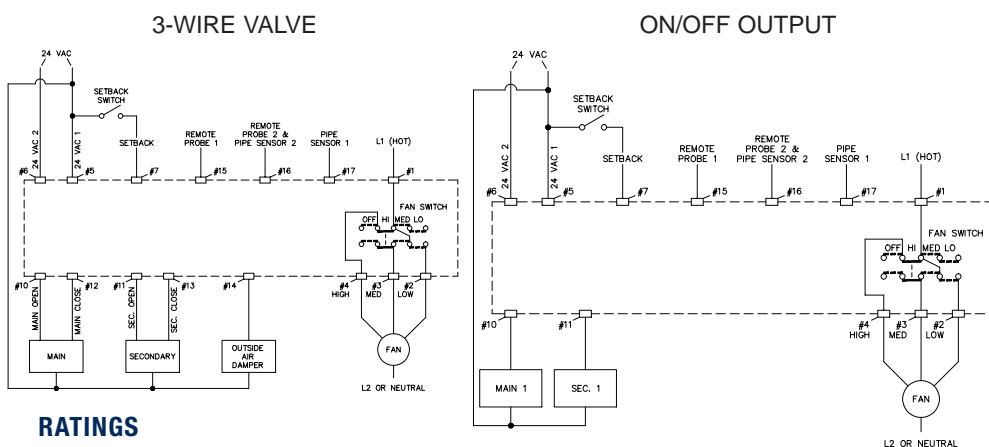 3-WIRE VALVE
24 VAC
SETBACK
SWITCH
24 VAC 2
24 VAC 1
SETBACK
REMOTE
PROBE 1
REMOTE
PROBE 2 &
PIPE SENSOR 2
PIPE
SENSOR 1
L1 (HOT)
#6
#5
#7
#15
#16
#17
#1
FAN SWITCH
OFF HI MED LO
#10
#12
#11
#13
#14
#4
#3
#2
HIGH
MED
LOW
MAIN OPEN
MAIN CLOSE
SEC. OPEN
SEC. CLOSE
MAIN
SECONDARY
OUTSIDE
AIR
DAMPER
FAN
L2 OR NEUTRAL
ON/OFF OUTPUT
24 VAC
SETBACK
SWITCH
24 VAC 2
24 VAC 1
SETBACK
REMOTE
PROBE 1
REMOTE
PROBE 2 &
PIPE SENSOR 2
PIPE
SENSOR 1
L1 (HOT)
#6
#5
#7
#15
#16
#17
#1
FAN SWITCH
OFF HI MED LO
#10
#11
#4
#3
#2
HIGH
MED
LOW
MAIN 1
SEC. 1
FAN
L2 OR NEUTRAL
RATINGS